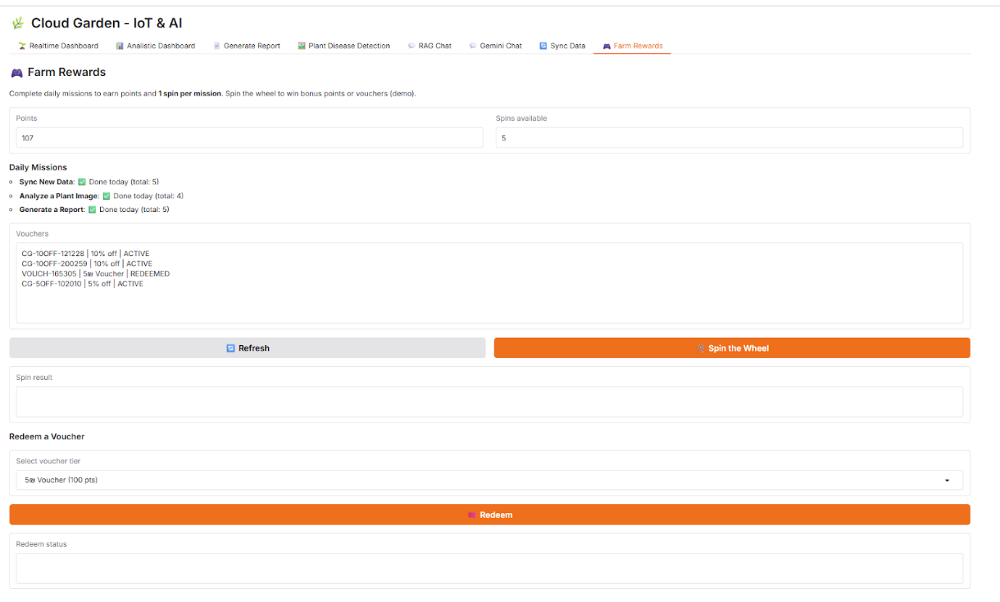 Cloud Garden - IoT & AI
Realtime Dashboard Analistic Dashboard Generate Report Plant Disease Detection RAG Chat Gemini Chat Sync Data Farm Rewards
Farm Rewards
Complete daily missions to earn points and 1 spin per mission. Spin the wheel to win bonus points or vouchers (demo).
Points Spins available
107 5
Daily Missions
Sync New Data: ✅ Done today (total: 5)
Analyze a Plant Image: ✅ Done today (total: 4)
Generate a Report: ✅ Done today (total: 5)
Vouchers
CG-10OFF-121228 | 10% off | ACTIVE
CG-10OFF-200259 | 10% off | ACTIVE
VOUCH-165305 | 5₪ Voucher | REDEEMED
CG-5OFF-102010 | 5% off | ACTIVE
Refresh Spin the Wheel
Spin result
Redeem a Voucher
Select voucher tier
5₪ Voucher (100 pts)
Redeem
Redeem status